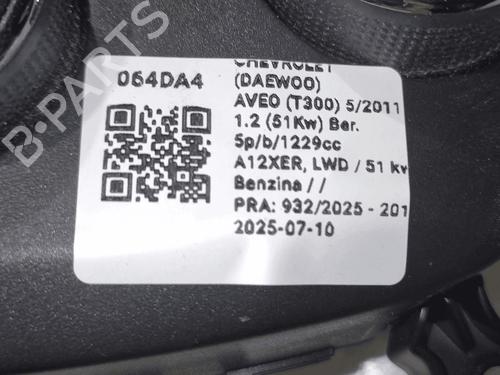 CHEVROLET
064DA4
(DAEWOO)
AVEO (T300) 5/2011
1.2 (51Kw) Ber.
5p/b/1229cc
A12XER, LWD / 51 kw
Benzina / /
PRA: 932/2025 - 201
2025-07-10
B-PARTS